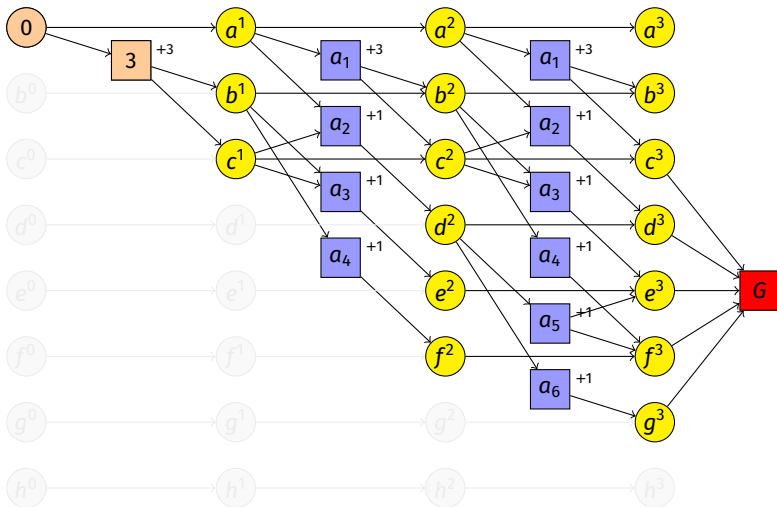 0 a¹ a² a³
3 +3 a₁ +3 a₁ +3
b⁰ b¹ b² b³
a₂ +1 a₂ +1
c⁰ c¹ c² c³
a₃ +1 a₃ +1
d⁰ d¹ d² d³
a₄ +1 a₄ +1
e⁰ e¹ e² e³ G
a₅ +1
f⁰ f¹ f² f³
a₆ +1
g⁰ g¹ g² g³
h⁰ h¹ h² h³